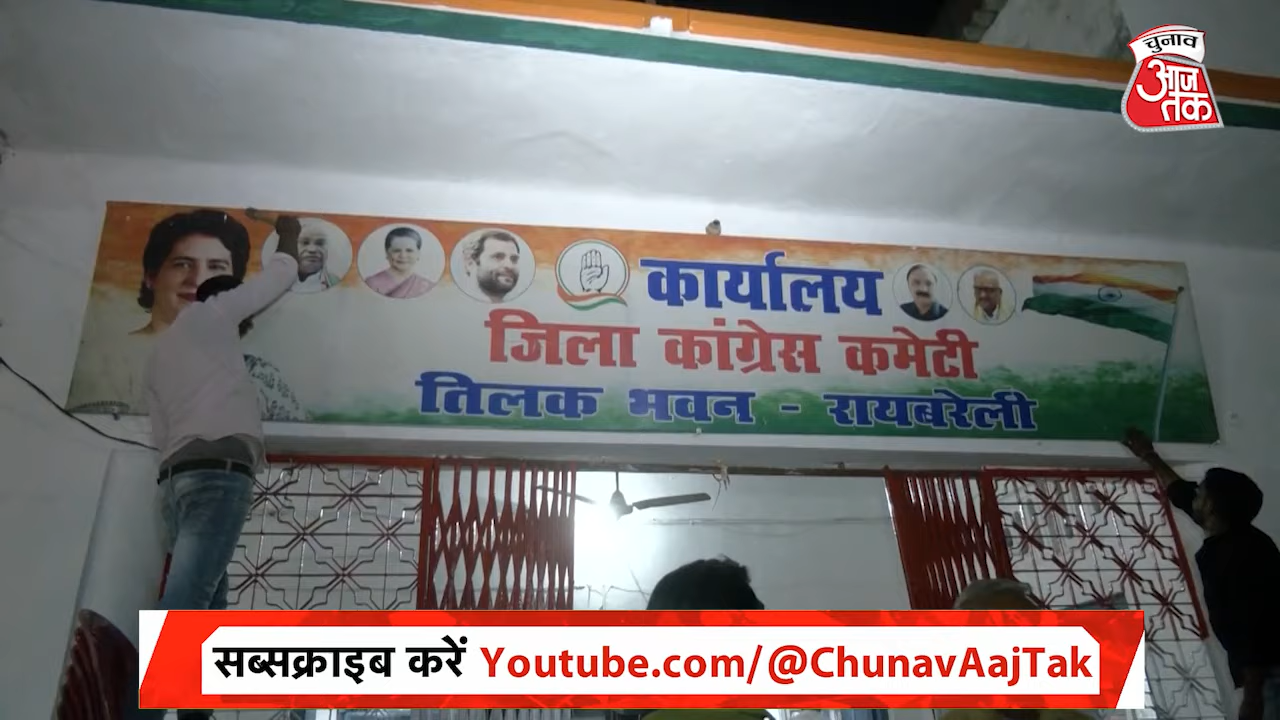 चुनाव
आज
तक
कार्यालय
जिला कांग्रेस कमेटी
तिलक भवन - रायबरेली
सब्सक्राइब करें Youtube.com/@ChunavAajTak